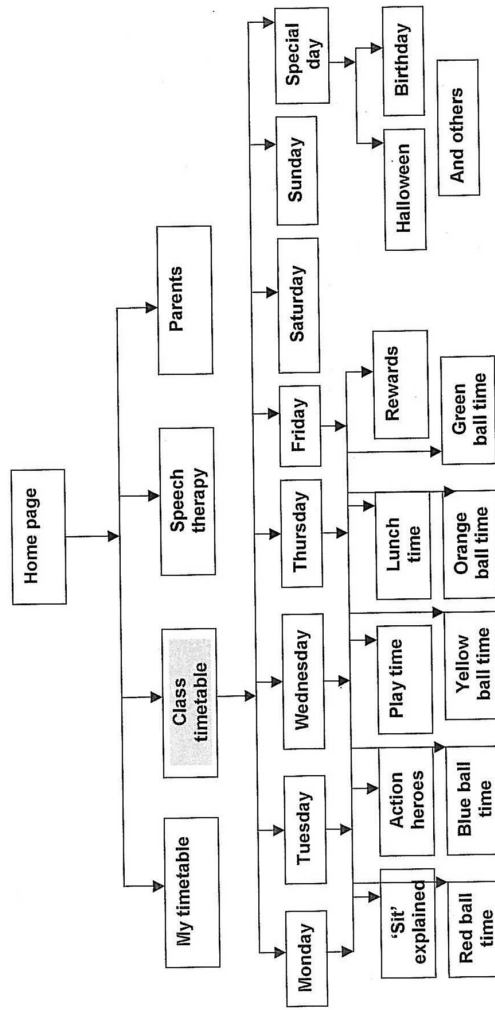 Home page
My timetable
Class
timetable
Speech
therapy
Parents
Monday
Tuesday
Wednesday
Thursday
Friday
Saturday
Sunday
Special
day
'Sit'
explained
Action
heroes
Play time
Lunch
time
Rewards
Halloween
Birthday
Red ball
time
Blue ball
time
Yellow
ball time
Orange
ball time
Green
ball time
And others